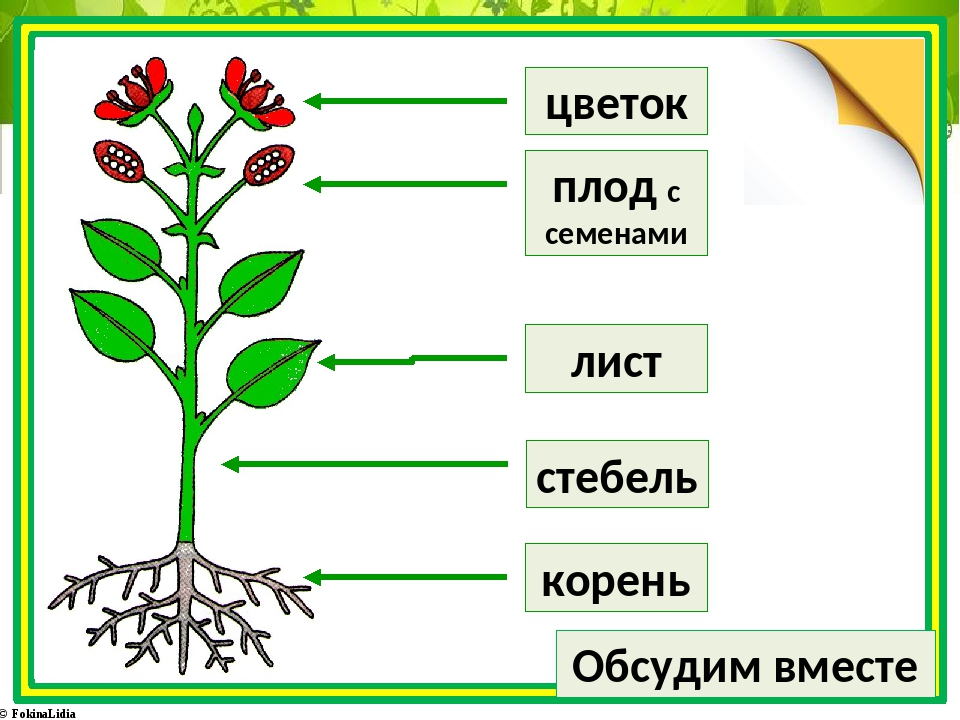 цветок
плод с
семенами
лист
стебель
корень
Обсудим вместе
© FokinaLidia